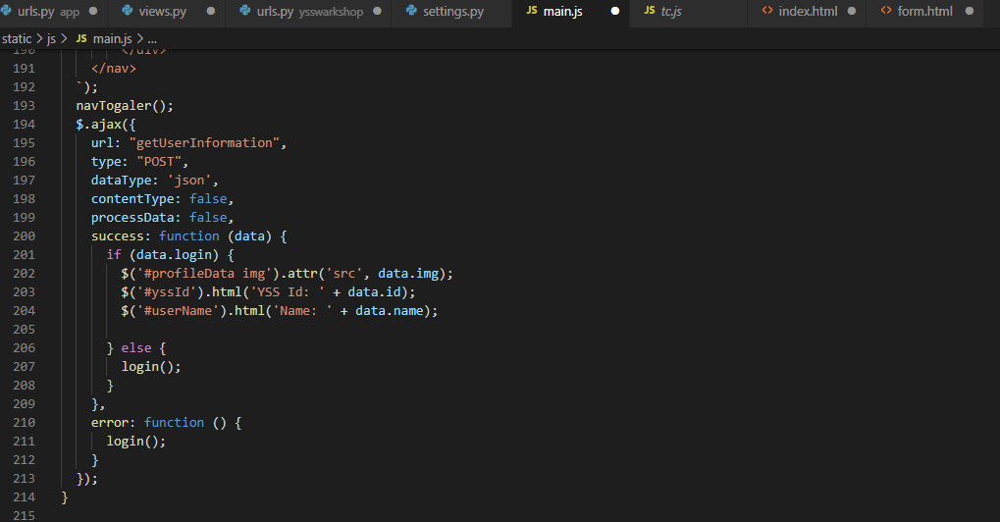 urls.py app
views.py
urls.py ysswarkshop
settings.py
JS main.js
JS tc.js
<> index.html
<> form.html
static > js > JS main.js > ...
190 </div>
191 </nav>
192 `);
193 navTogaler();
194 $.ajax({
195 url: "getUserInformation",
196 type: "POST",
197 dataType: 'json',
198 contentType: false,
199 processData: false,
200 success: function (data) {
201 if (data.login) {
202 $('#profileData img').attr('src', data.img);
203 $('#yssId').html('YSS Id: ' + data.id);
204 $('#userName').html('Name: ' + data.name);
205
206 } else {
207 login();
208 }
209 },
210 error: function () {
211 login();
212 }
213 });
214 }
215